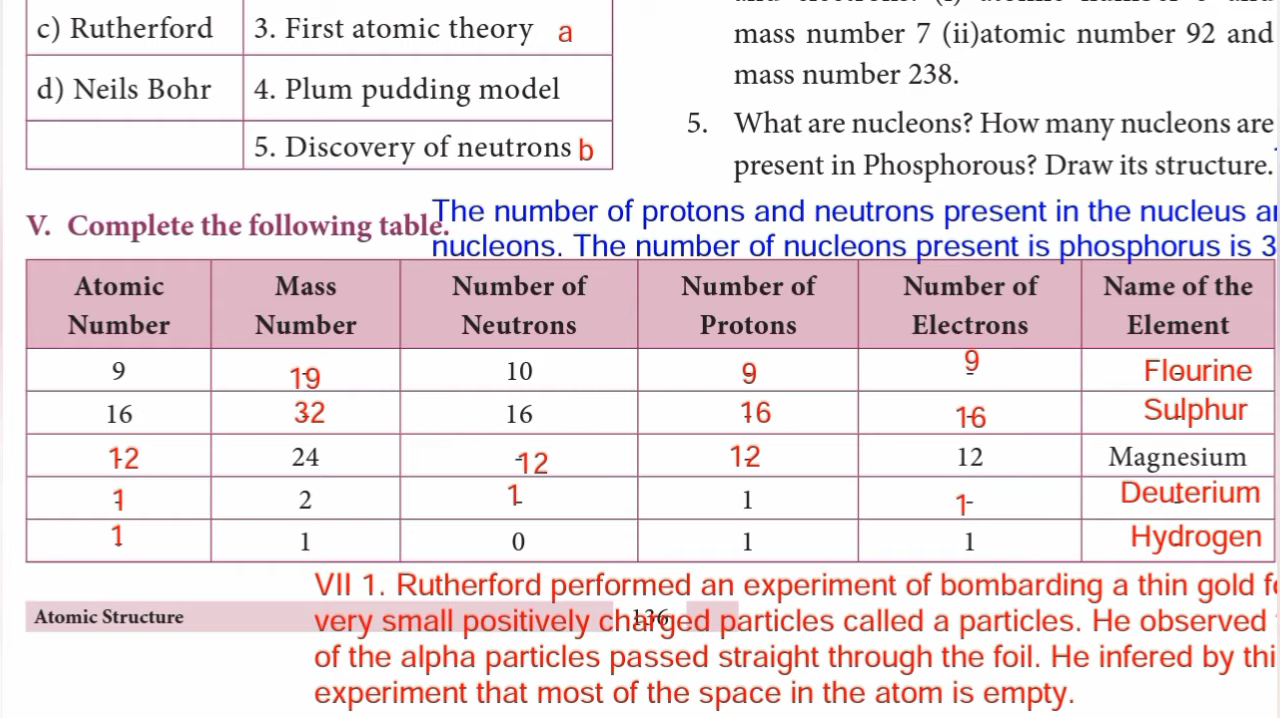 c) Rutherford 3. First atomic theory a
d) Neils Bohr 4. Plum pudding model
5. Discovery of neutrons b
mass number 7 (ii)atomic number 92 and
mass number 238.
5. What are nucleons? How many nucleons are
present in Phosphorous? Draw its structure.
V. Complete the following table.
The number of protons and neutrons present in the nucleus
nucleons. The number of nucleons present is phosphorus is 3
Atomic Number Mass Number Number of Neutrons Number of Protons Number of Electrons Name of the Element
9 19 10 9 9 Flourine
16 32 16 16 16 Sulphur
12 24 12 12 12 Magnesium
1 2 1 1 1 Deuterium
1 1 0 1 1 Hydrogen
VII 1. Rutherford performed an experiment of bombarding a thin gold
Atomic Structure 136
very small positively charged particles called a particles. He observed
of the alpha particles passed straight through the foil. He infered by
experiment that most of the space in the atom is empty.